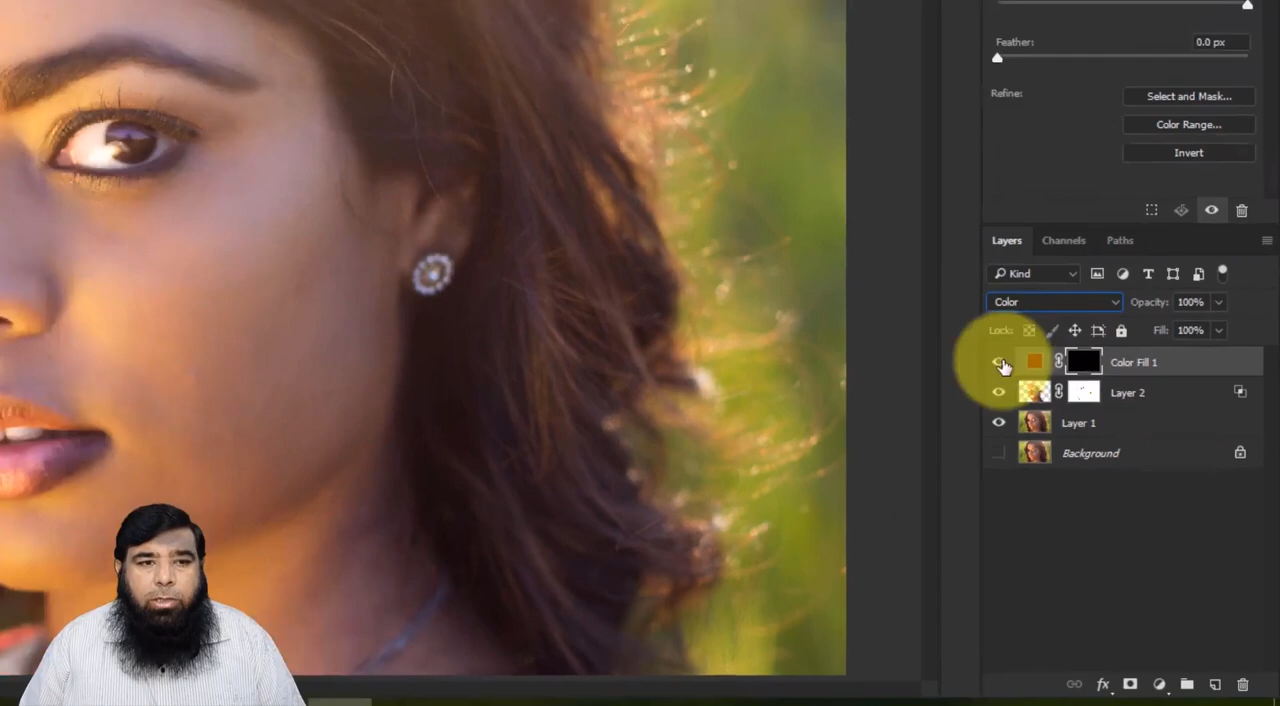 Feather: 0.0 px
Refine: Select and Mask...
Color Range...
Invert
Layers Channels Paths
Kind T
Color Opacity: 100%
Lock: Fill: 100%
Color Fill 1
Layer 2
Layer 1
Background
fx